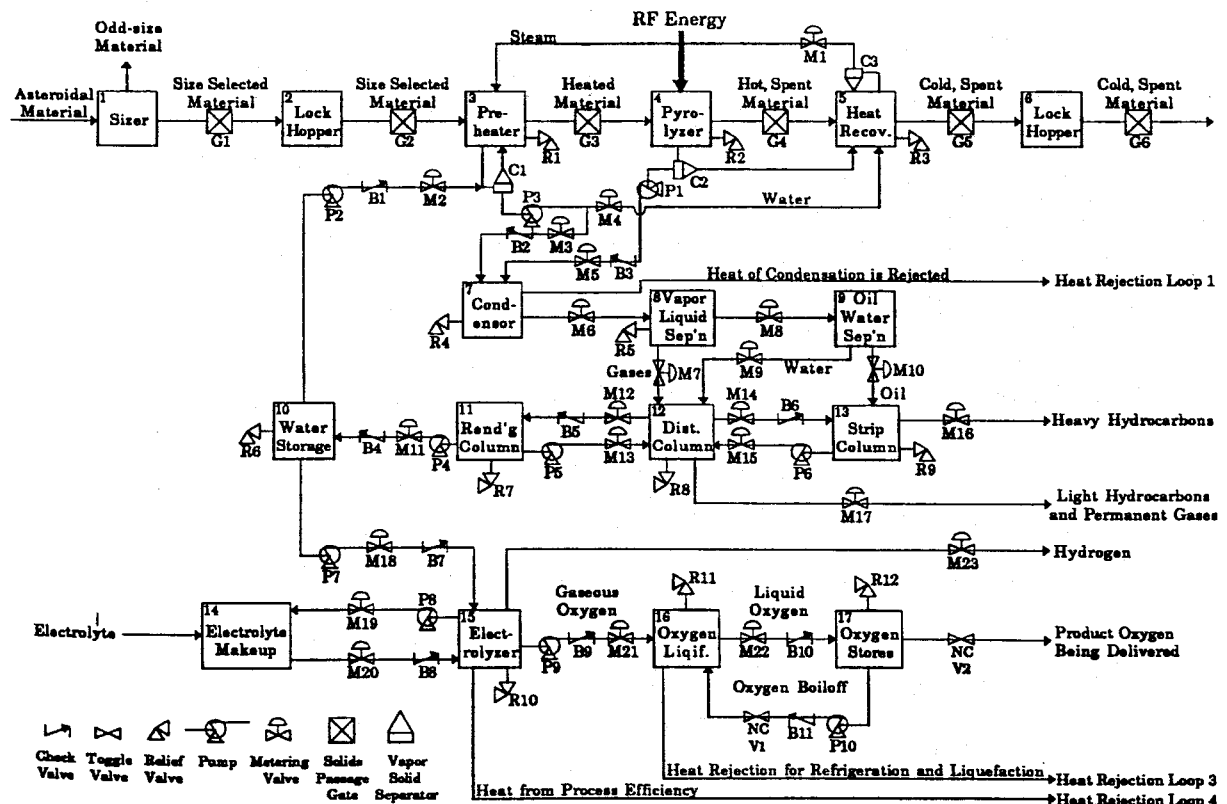 RF Energy
Odd-size
Material
Steam
M1
C3
Asteroidal
Material
1
Sizer
Size Selected
Material
G1
2
Lock
Hopper
Size Selected
Material
G2
3
Pre-
heater
R1
Heated
Material
G3
4
Pyro-
lyzer
R2
Hot, Spent
Material
G4
5
Heat
Recov.
R3
Cold, Spent
Material
G5
6
Lock
Hopper
Cold, Spent
Material
G6
P2
B1
M2
C1
P3
M4
P1
C2
Water
B2
M3
M5
B3
Heat of Condensation is Rejected
Heat Rejection Loop 1
7
Cond-
ensor
R4
M6
8
Vapor
Liquid
Sep'n
R5
M8
9
Oil
Water
Sep'n
Gases
M7
M9
Water
M10
Oil
10
Water
Storage
R6
B4
M11
P4
11
Rend'g
Column
R7
B5
M12
P5
M13
12
Dist.
Column
R8
M14
B6
M15
P6
13
Strip
Column
R9
M16
Heavy Hydrocarbons
M17
Light Hydrocarbons
and Permanent Gases
P7
M18
B7
M23
Hydrogen
Electrolyte
14
Electrolyte
Makeup
M19
P8
M20
B8
15
Elect-
rolyzer
R10
P9
Gaseous
Oxygen
B9
M21
R11
16
Oxygen
Liqif.
Liquid
Oxygen
M22
B10
R12
17
Oxygen
Stores
NC
V2
Product Oxygen
Being Delivered
Oxygen Boiloff
NC
V1
B11
P10
Check
Valve
Toggle
Valve
Relief
Valve
Pump
Metering
Valve
Solids
Passage
Gate
Vapor
Solid
Separator
Heat Rejection for Refrigeration and Liquefaction
Heat Rejection Loop 3
Heat from Process Efficiency
Heat Rejection Loop 4